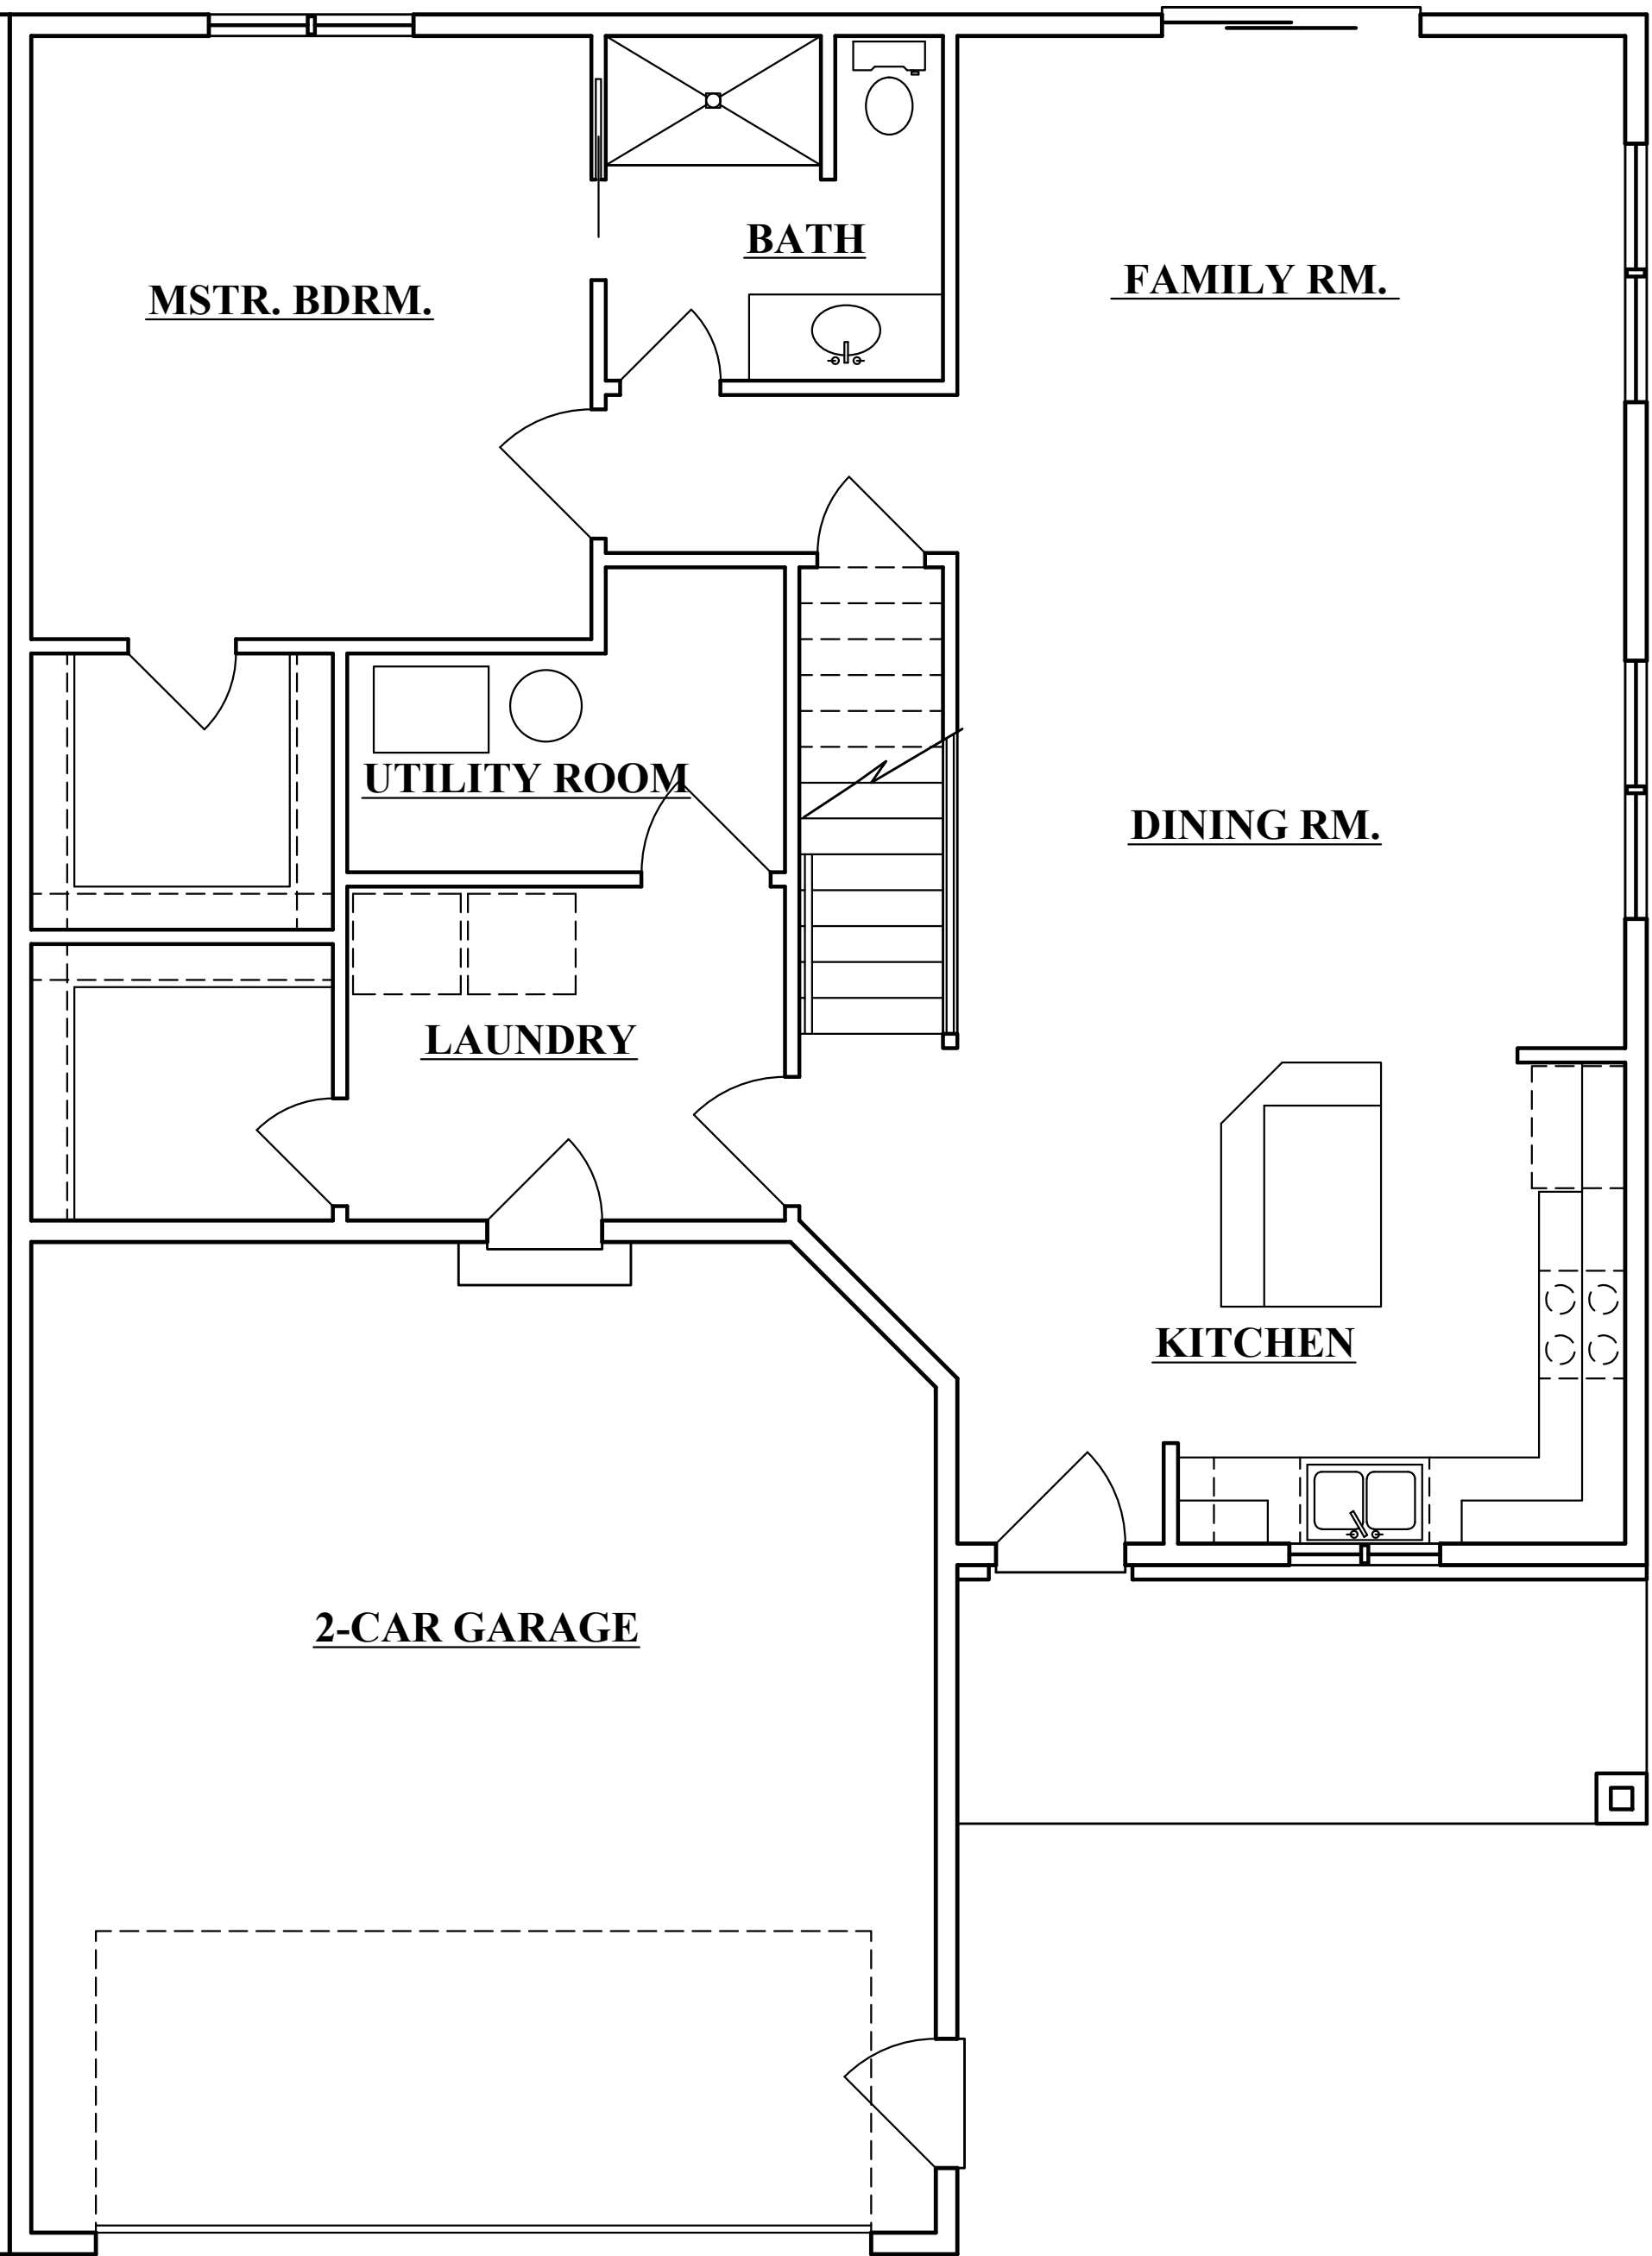 BATH
FAMILY RM.
MSTR. BDRM.
UTILITY ROOM
DINING RM.
LAUNDRY
KITCHEN
2-CAR GARAGE